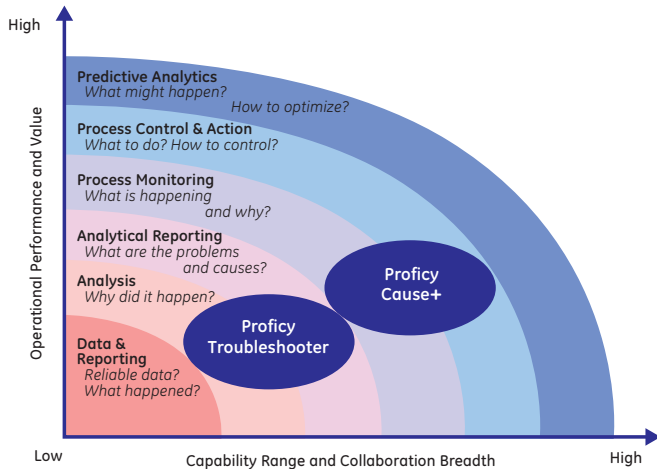 High
Operational Performance and Value
Predictive Analytics
What might happen?
How to optimize?
Process Control & Action
What to do? How to control?
Process Monitoring
What is happening
and why?
Analytical Reporting
What are the problems
and causes?
Analysis
Why did it happen?
Data &
Reporting
Reliable data?
What happened?
Proficy
Cause+
Proficy
Troubleshooter
Low
Capability Range and Collaboration Breadth
High